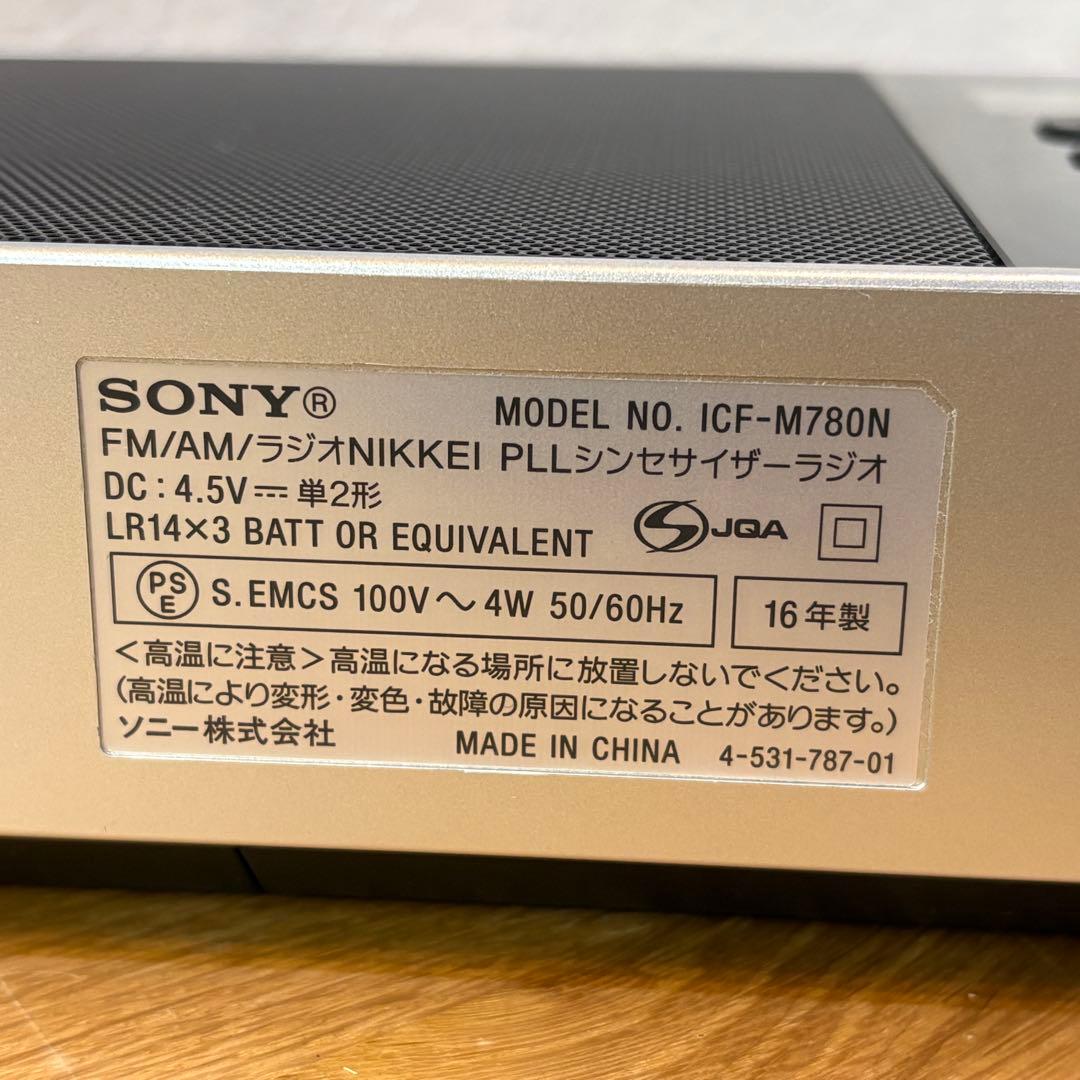 SONY® MODEL NO. ICF-M780N
FM/AM/ラジオNIKKEI PLLシンセサイザーラジオ
DC : 4.5V⎓ 単2形
LR14×3 BATT OR EQUIVALENT
S JQA
PSE S.EMCS 100V〜4W 50/60Hz 16年製
<高温に注意>高温になる場所に放置しないでください。
(高温により変形・変色・故障の原因になることがあります。)
ソニー株式会社 MADE IN CHINA 4-531-787-01